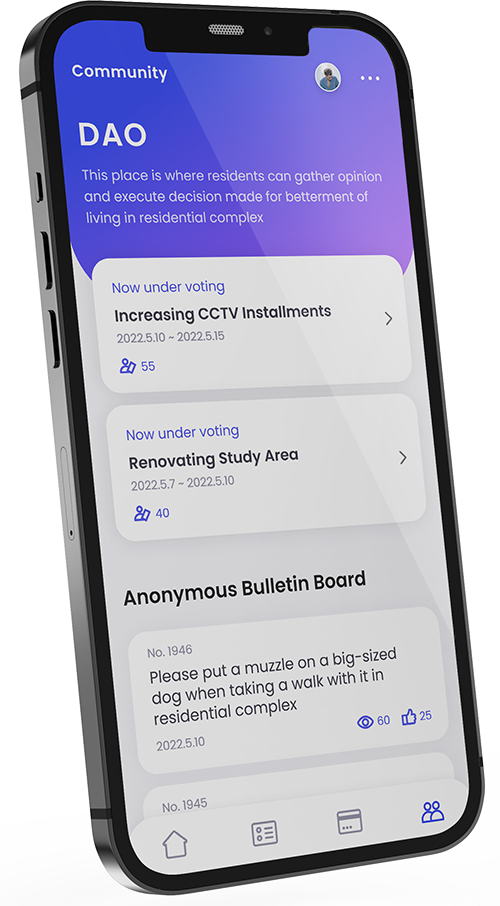 Community
DAO
This place is where residents can gather opinion
and execute decision made for betterment of
living in residential complex
Now under voting
Increasing CCTV Installments
2022.5.10 ~ 2022.5.15
55
Now under voting
Renovating Study Area
2022.5.7 ~ 2022.5.10
40
Anonymous Bulletin Board
No. 1946
Please put a muzzle on a big-sized
dog when taking a walk with it in
residential complex
2022.5.10
60
25
No. 1945